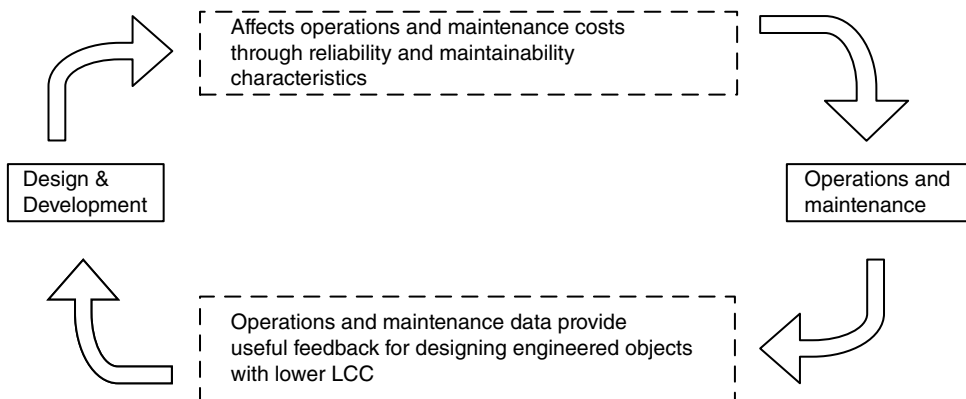 Affects operations and maintenance costs
through reliability and maintainability
characteristics
Design &
Development
Operations and
maintenance
Operations and maintenance data provide
useful feedback for designing engineered objects
with lower LCC